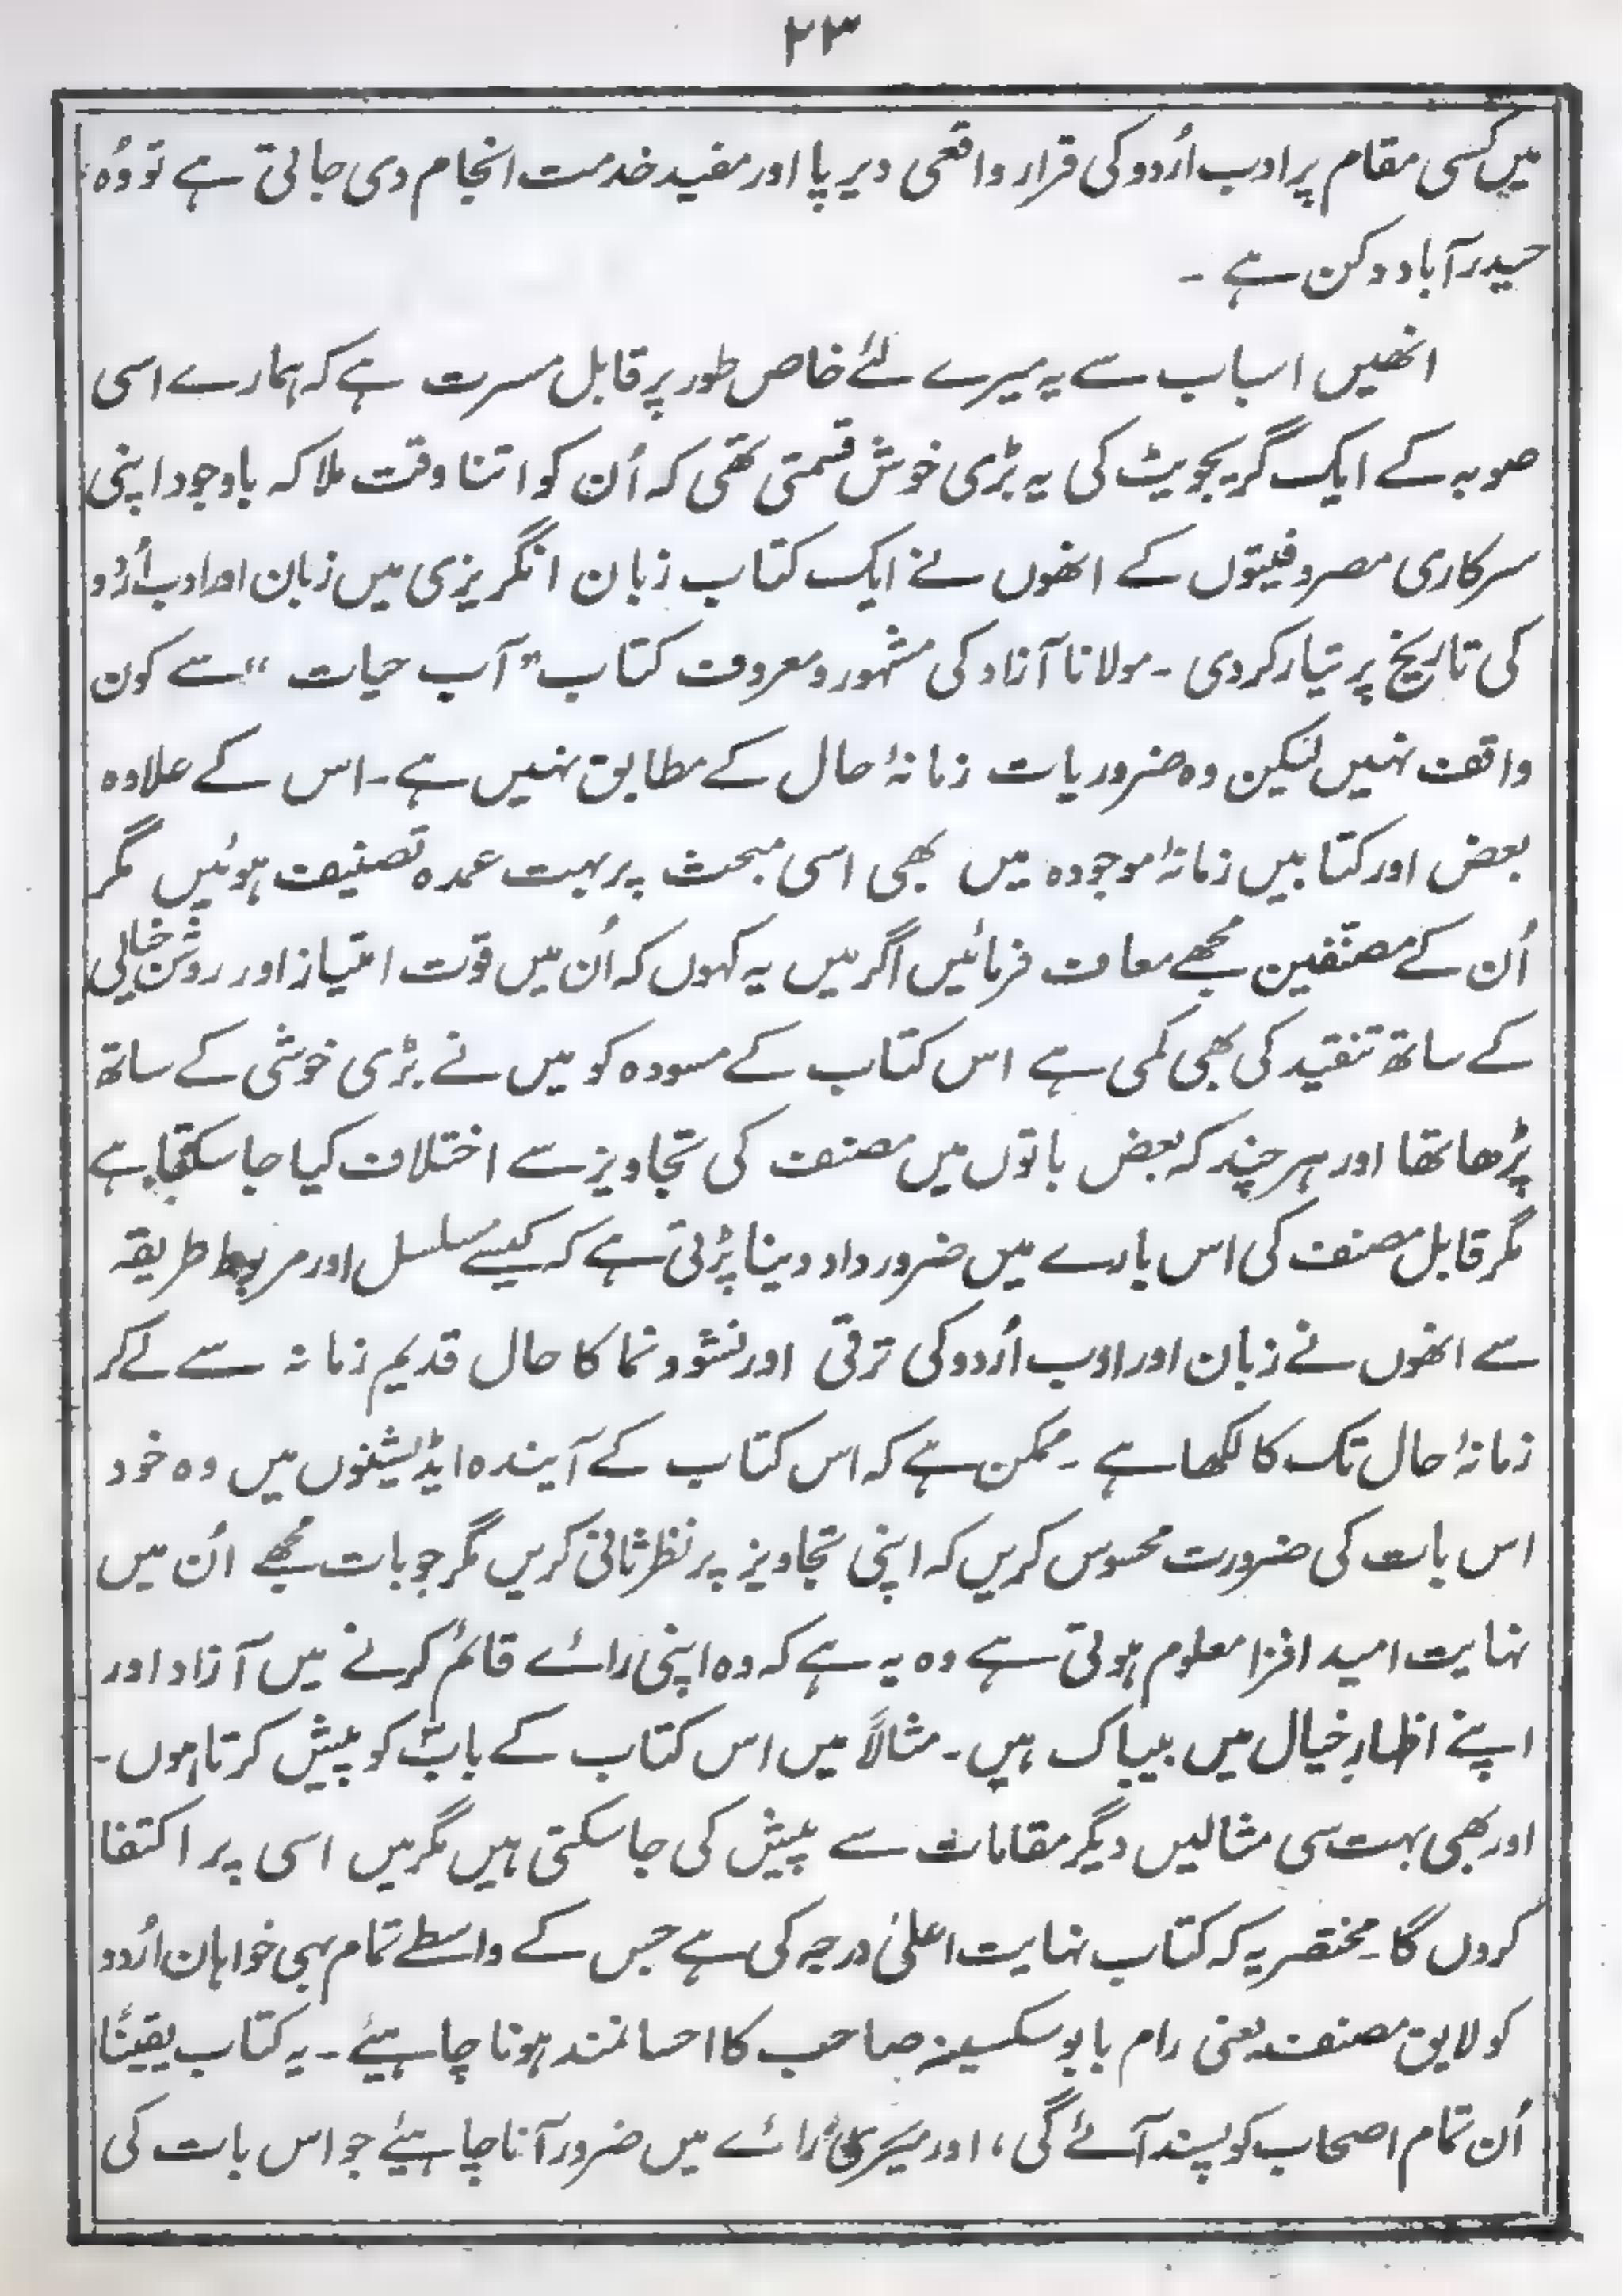 ۲۳
میں کسی مقام پر ادب اُردو کی قرار واقعی دیرپا اور مفید خدمت انجام دی جاتی ہے تو وُہ
حیدرآباد دکن ہے ۔
انھیں اسباب سے یہ میرے لئے خاص طور پر قابل مسرت ہے کہ ہمارے اسی
صوبہ کے ایک گریجویٹ کی یہ بڑی خوش قسمتی تھی کہ اُن کو اتنا وقت ملا کہ باوجود اپنی
سرکاری مصروفیتوں کے انھوں نے ایک کتاب زبان انگریزی میں زبان اور ادب اُردو
کی تاریخ پر تیار کردی ۔ مولانا آزاد کی مشہور و معروف کتاب "آب حیات" سے کون
واقف نہیں لیکن وہ ضروریات زمانۂ حال کے مطابق نہیں ہے ۔ اس کے علاوہ
بعض اور کتابیں زمانۂ موجودہ میں بھی اسی مبحث پر بہت عمدہ تصنیف ہوئیں مگر
اُن کے مصنّفین مجُھے معاف فرمائیں اگر میں یہ کہوں کہ اُن میں قوّت امتیاز اور روشن خیالی
کے ساتھ تنقید کی بھی کمی ہے اس کتاب کے مسودہ کو میں نے بڑی خوشی کے ساتھ
پڑھا تھا اور ہر چند کہ بعض باتوں میں مصنف کی تجاویز سے اختلاف کیا جا سکتا ہے
مگر قابل مصنف کی اس بارے میں ضرور داد دینا پڑتی ہے کہ کیسے مسلسل اور مربوط طریقہ
سے انھوں نے زبان اور ادب اُردو کی ترقی اور نشو و نما کا حال قدیم زمانہ سے لے کر
زمانۂ حال تک کا لکھا ہے ۔ ممکن ہے کہ اس کتاب کے آیندہ ایڈیشنوں میں وہ خود
اس بات کی ضرورت محسوس کریں کہ اپنی تجاویز پر نظر ثانی کریں مگر جو بات مجُھے اُن میں
نہایت امید افزا معلوم ہوتی ہے وہ یہ ہے کہ وہ اپنی رائے قائم کرنے میں آزاد اور
اپنے اظہارِ خیال میں بیباک ہیں ۔ مثالاً میں اس کتاب کے باب کو پیش کرتا ہوں ۔
اور بھی بہت سی مثالیں دیگر مقامات سے پیش کی جا سکتی ہیں مگر میں اسی پر اکتفا
کروں گا ۔ مختصر یہ کہ کتاب نہایت اعلیٰ درجہ کی ہے جس کے واسطے تمام بہی خواہان اُردو
کو لایق مصنف یعنی رام بابو سکسینہ صاحب کا احسانمند ہونا چاہیئے ۔ یہ کتاب یقیناً
اُن تمام اصحاب کو پسند آئے گی، اور میری رائے میں ضرور آنا چاہیئے جو اس بات کی